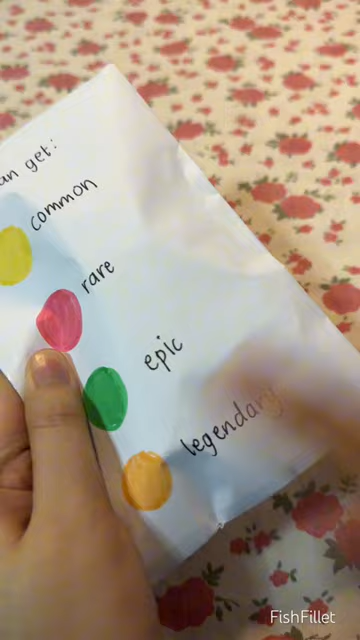 an get:
common
rare
epic
legendary
FishFillet